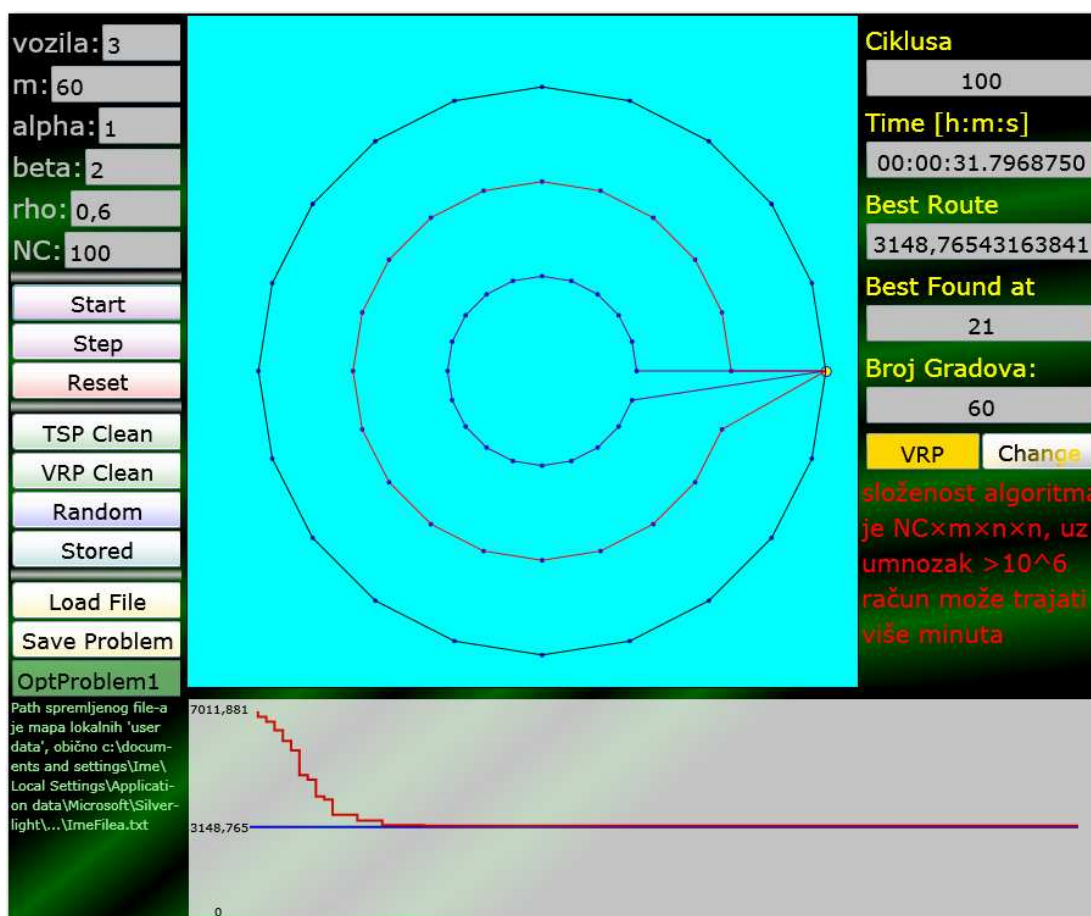 vozila: 3
m: 60
alpha: 1
beta: 2
rho: 0,6
NC: 100
Start
Step
Reset
TSP Clean
VRP Clean
Random
Stored
Load File
Save Problem
OptProblem1
Path spremljenog file-a
je mapa lokalnih 'user
data', obično c:\docum-
ents and settings\Ime\
Local Settings\Applicati-
on data\Microsoft\Silver-
light\...\ImeFilea.txt
Ciklusa
100
Time [h:m:s]
00:00:31.7968750
Best Route
3148,76543163841
Best Found at
21
Broj Gradova:
60
VRP Change
složenost algoritma
je NC×m×n×n, uz
umnozak >10^6
račun može trajati
više minuta
7011,881
3148,765
0